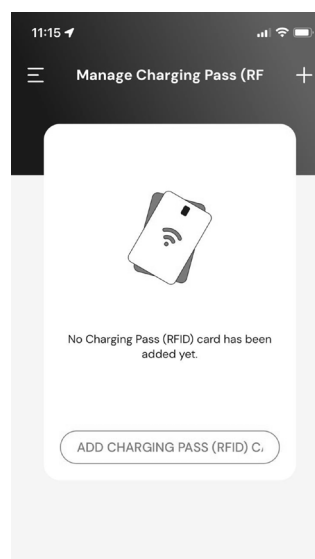 11:15
Manage Charging Pass (RF
No Charging Pass (RFID) card has been
added yet.
ADD CHARGING PASS (RFID) C